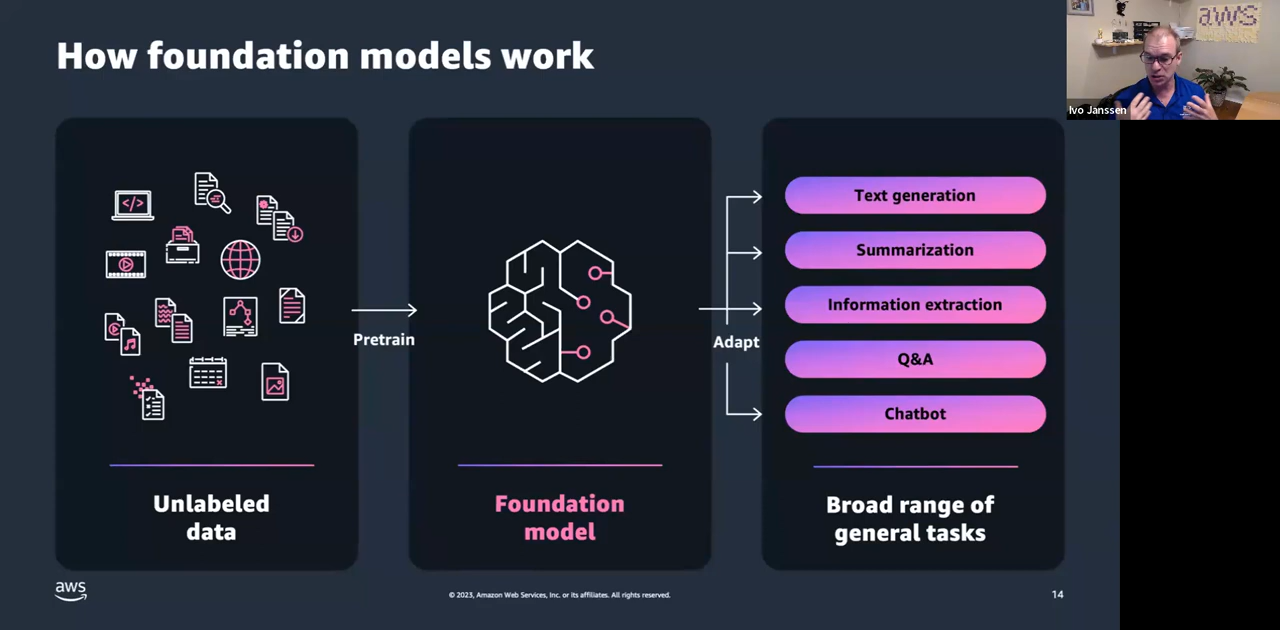 How foundation models work
aws
Ivo Janssen
</>
Pretrain
Adapt
Text generation
Summarization
Information extraction
Q&A
Chatbot
Unlabeled
data
Foundation
model
Broad range of
general tasks
aws
© 2023, Amazon Web Services, Inc. or its affiliates. All rights reserved.
14